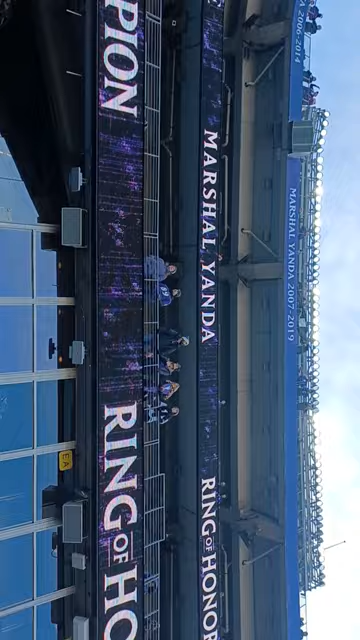 A 2006-2014
MARSHAL YANDA 2007-2019
MARSHAL YANDA RING OF HONOR
PION RING OF HO
EA